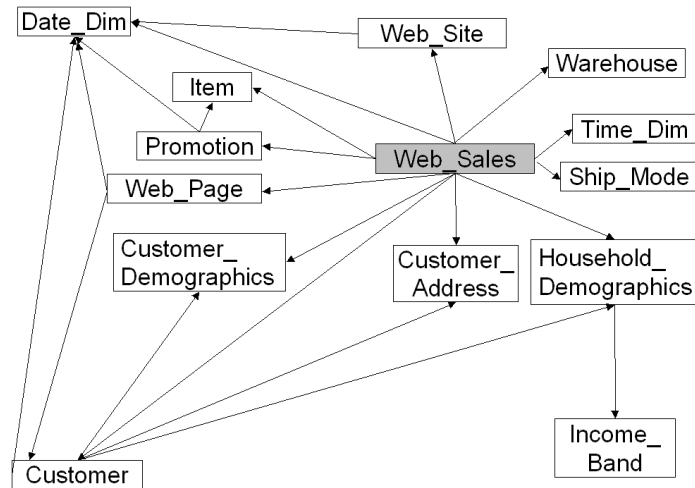 Date_Dim
Web_Site
Warehouse
Item
Time_Dim
Promotion
Web_Sales
Ship_Mode
Web_Page
Customer_
Demographics
Customer_
Address
Household_
Demographics
Income_
Band
Customer